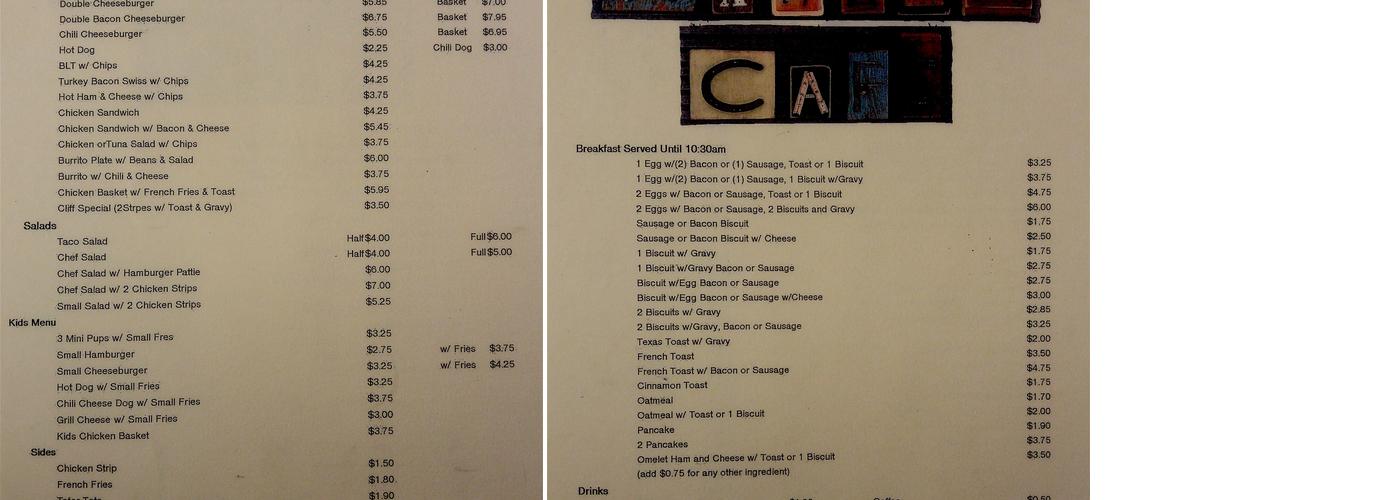 Double Cheeseburger $5.85 Basket $7.00
Double Bacon Cheeseburger $6.75 Basket $7.95
Chili Cheeseburger $5.50 Basket $6.95
Hot Dog $2.25 Chili Dog $3.00
BLT w/ Chips $4.25
Turkey Bacon Swiss w/ Chips $4.25
Hot Ham & Cheese w/ Chips $3.75
Chicken Sandwich $4.25
Chicken Sandwich w/ Bacon & Cheese $5.45
Chicken orTuna Salad w/ Chips $3.75
Burrito Plate w/ Beans & Salad $6.00
Burrito w/ Chili & Cheese $3.75
Chicken Basket w/ French Fries & Toast $5.95
Cliff Special (2Strpes w/ Toast & Gravy) $3.50
Salads
Taco Salad Half$4.00 Full$6.00
Chef Salad Half$4.00 Full$5.00
Chef Salad w/ Hamburger Pattie $6.00
Chef Salad w/ 2 Chicken Strips $7.00
Small Salad w/ 2 Chicken Strips $5.25
Kids Menu
3 Mini Pups w/ Small Fres $3.25
Small Hamburger $2.75 w/ Fries $3.75
Small Cheeseburger $3.25 w/ Fries $4.25
Hot Dog w/ Small Fries $3.25
Chili Cheese Dog w/ Small Fries $3.75
Grill Cheese w/ Small Fries $3.00
Kids Chicken Basket $3.75
Sides
Chicken Strip $1.50
French Fries $1.80
$1.90
CAF
Breakfast Served Until 10:30am
1 Egg w/(2) Bacon or (1) Sausage, Toast or 1 Biscuit $3.25
1 Egg w/(2) Bacon or (1) Sausage, 1 Biscuit w/Gravy $3.75
2 Eggs w/ Bacon or Sausage, Toast or 1 Biscuit $4.75
2 Eggs w/ Bacon or Sausage, 2 Biscuits and Gravy $6.00
Sausage or Bacon Biscuit $1.75
Sausage or Bacon Biscuit w/ Cheese $2.50
1 Biscuit w/ Gravy $1.75
1 Biscuit w/Gravy Bacon or Sausage $2.75
Biscuit w/Egg Bacon or Sausage $2.75
Biscuit w/Egg Bacon or Sausage w/Cheese $3.00
2 Biscuits w/ Gravy $2.85
2 Biscuits w/Gravy, Bacon or Sausage $3.25
Texas Toast w/ Gravy $2.00
French Toast $3.50
French Toast w/ Bacon or Sausage $4.75
Cinnamon Toast $1.75
Oatmeal $1.70
Oatmeal w/ Toast or 1 Biscuit $2.00
Pancake $1.90
2 Pancakes $3.75
Omelet Ham and Cheese w/ Toast or 1 Biscuit $3.50
(add $0.75 for any other ingredient)
Drinks